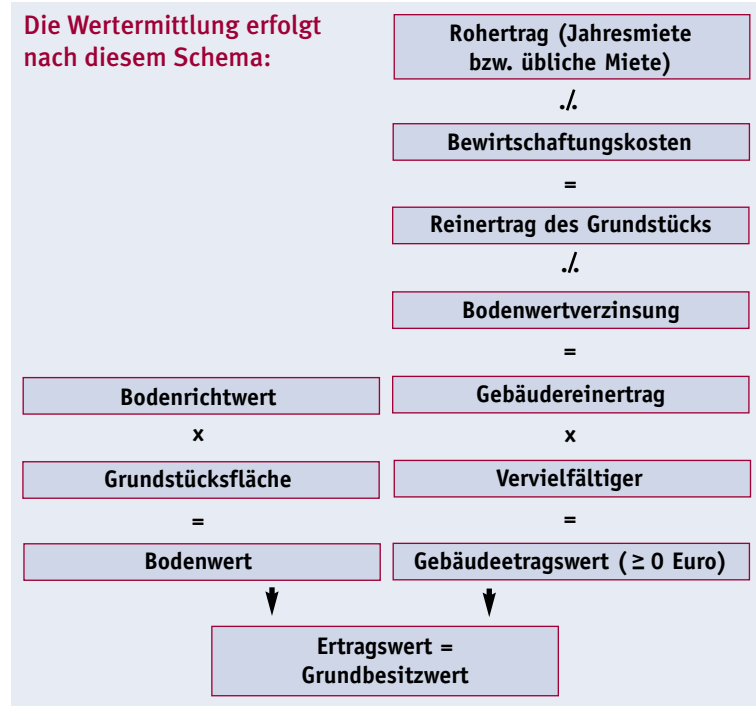 Die Wertermittlung erfolgt
nach diesem Schema:
Rohertrag (Jahresmiete
bzw. übliche Miete)
./.
Bewirtschaftungskosten
=
Reinertrag des Grundstücks
./.
Bodenwertverzinsung
=
Bodenrichtwert
x
Grundstücksfläche
=
Bodenwert
Gebäudereinertrag
x
Vervielfältiger
=
Gebäudeetragswert (≥ 0 Euro)
Ertragswert =
Grundbesitzwert